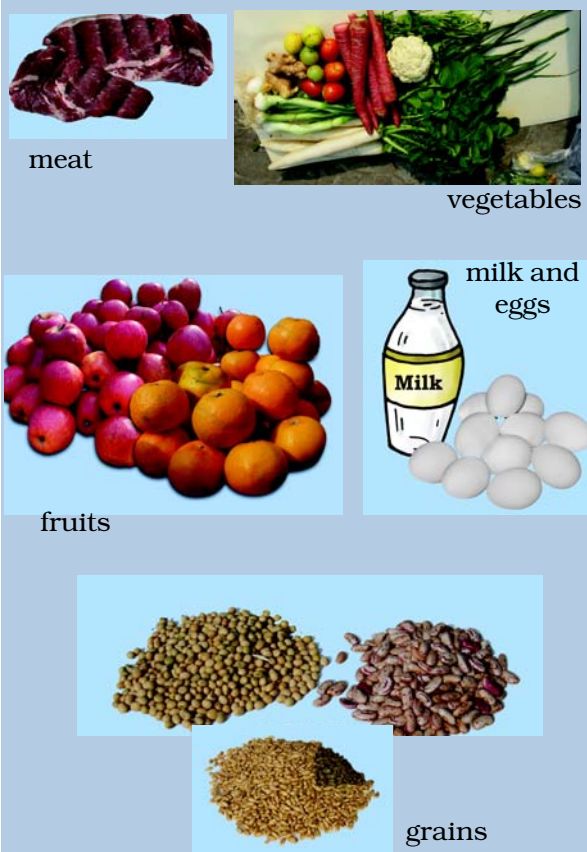 meat
vegetables
milk and
eggs
Milk
fruits
grains